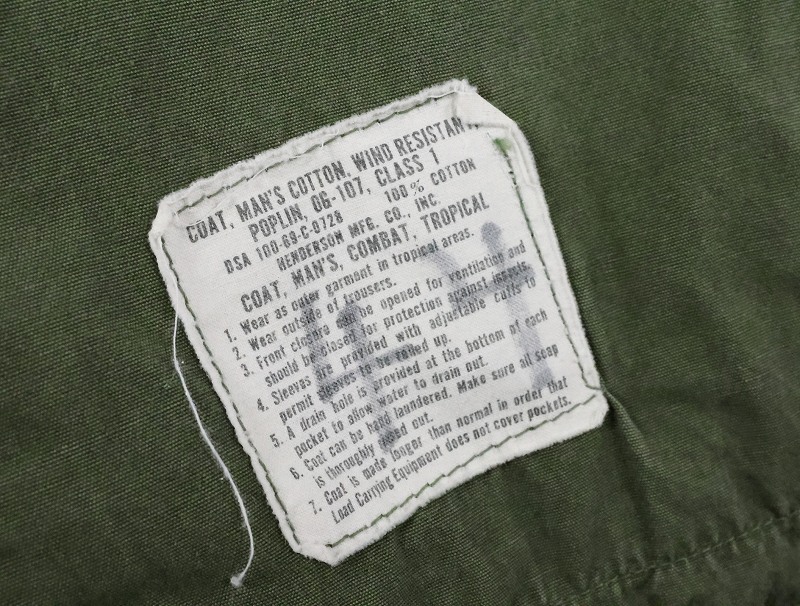 COAT, MAN'S COTTON, WIND RESISTANT,
POPLIN, OG-107, CLASS 1
DSA 100-69-C-0728 100% COTTON
HENDERSON MFG. CO., INC.
COAT, MAN'S, COMBAT, TROPICAL
1. Wear as outer garment in tropical areas.
2. Wear outside of trousers.
3. Front closure can be opened for ventilation and
should be closed for protection against insects.
4. Sleeves are provided with adjustable cuffs to
permit sleeves to be rolled up.
5. A drain hole is provided at the bottom of each
pocket to allow water to drain out.
6. Coat can be hand laundered. Make sure all soap
is thoroughly rinsed out.
7. Coat is made longer than normal in order that
Load Carrying Equipment does not cover pockets.